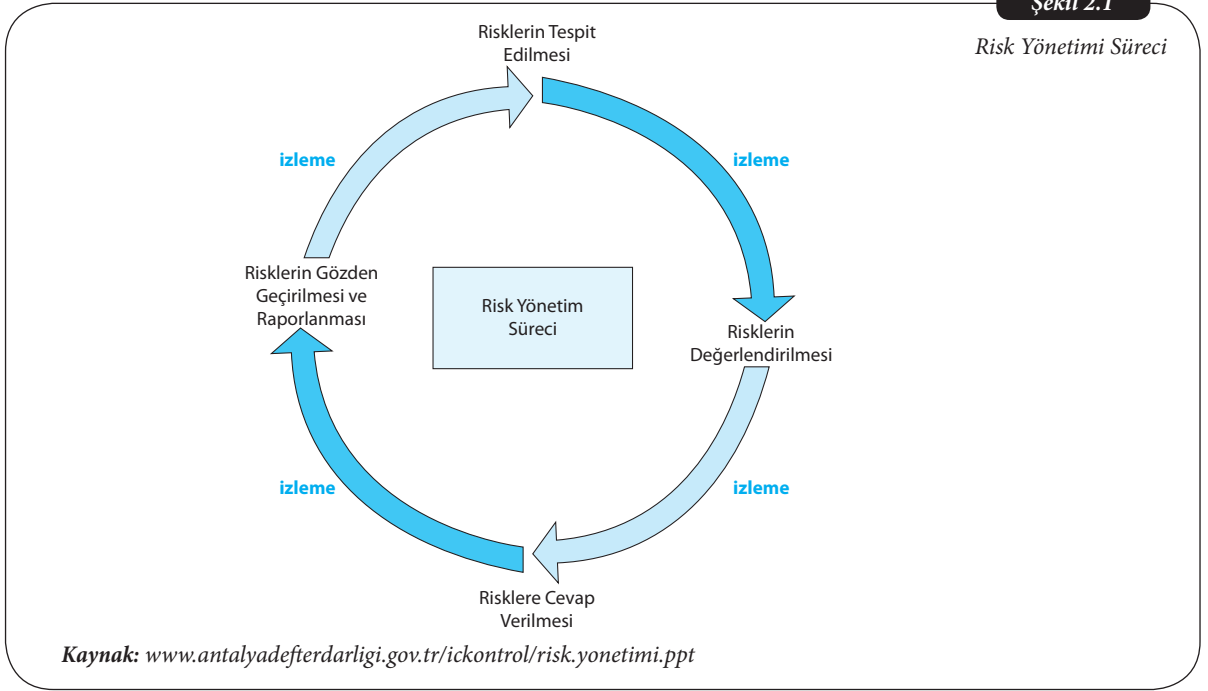 Şekil 2.1
Risk Yönetimi Süreci
Risklerin Tespit
Edilmesi
izleme
izleme
Risklerin Gözden
Geçirilmesi ve
Raporlanması
Risk Yönetim
Süreci
Risklerin
Değerlendirilmesi
izleme
izleme
Risklere Cevap
Verilmesi
Kaynak: www.antalyadefterdarligi.gov.tr/ickontrol/risk.yonetimi.ppt